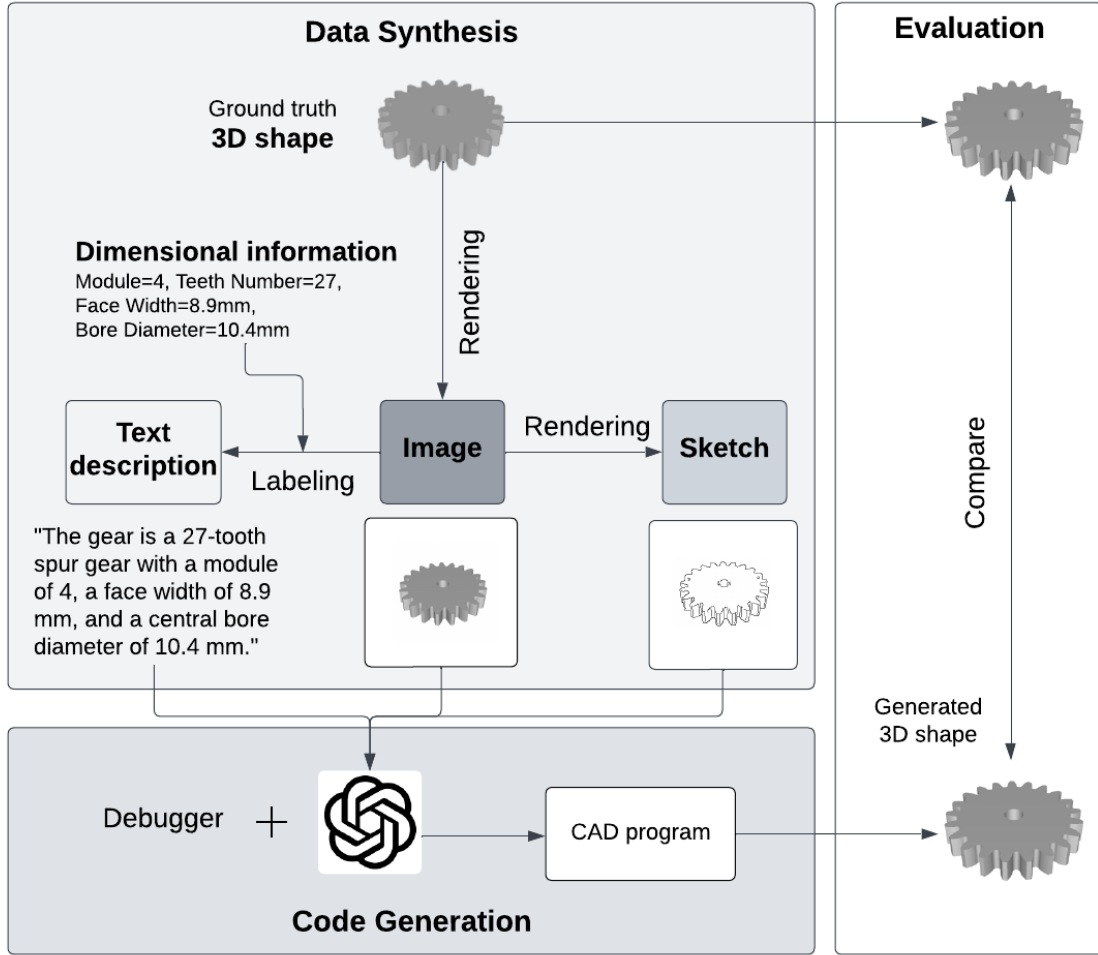 Data Synthesis
Ground truth
3D shape
Dimensional information
Module=4, Teeth Number=27,
Face Width=8.9mm,
Bore Diameter=10.4mm
Rendering
Text
description
Labeling
Image
Rendering
Sketch
"The gear is a 27-tooth
spur gear with a module
of 4, a face width of 8.9
mm, and a central bore
diameter of 10.4 mm."
Debugger +
CAD program
Code Generation
Evaluation
Compare
Generated
3D shape